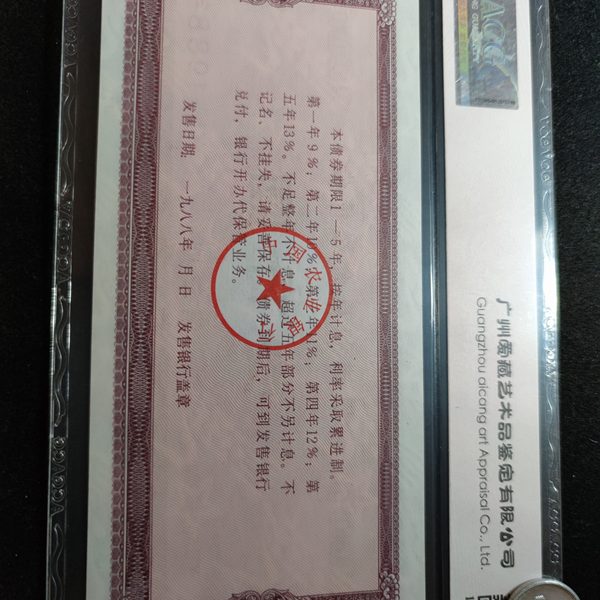 本债券期限1—5年，按年计息，利率采取累进制。
第一年9%；第二年10%；第三年11%；第四年12%；第
五年13%。不足整年不计息，超过五年部分不另计息。不
记名、不挂失，请妥善保存，债券到期后，可到发售银行
兑付，银行开办代保管业务。
发售日期：一九八八年 月 日 发售银行盖章
中国农业
ACG
广州爱藏艺术品鉴定有限公司
Guangzhou aicang art Appraisal Co., Ltd.